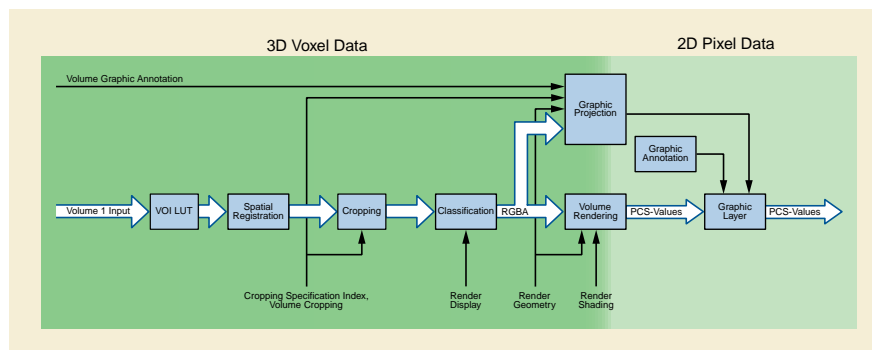 3D Voxel Data
2D Pixel Data
Volume Graphic Annotation
Graphic
Projection
Graphic
Annotation
Volume 1 Input
VOI LUT
Spatial
Registration
Cropping
Classification
RGBA
Volume
Rendering
PCS-Values
Graphic
Layer
PCS-Values
Cropping Specification Index,
Volume Cropping
Render
Display
Render
Geometry
Render
Shading